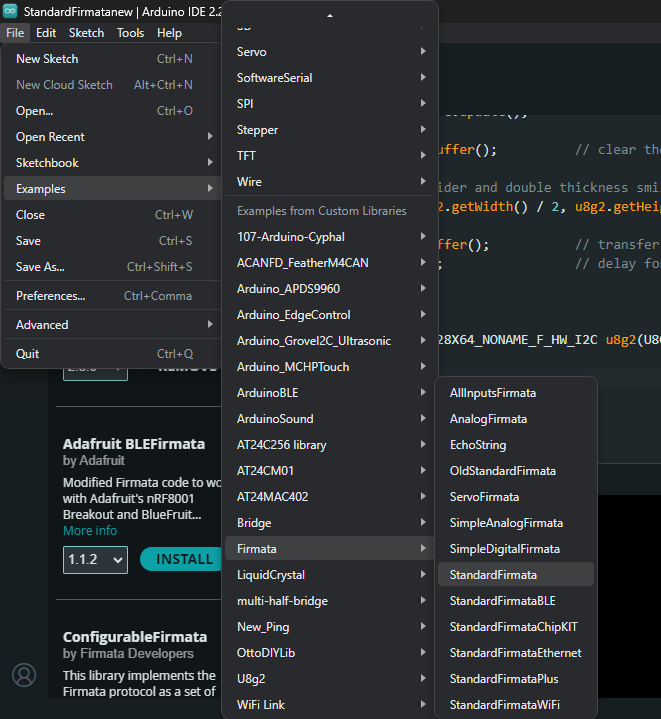 StandardFirmatanew | Arduino IDE 2.2
File Edit Sketch Tools Help
New Sketch Ctrl+N
New Cloud Sketch Alt+Ctrl+N
Open... Ctrl+O
Open Recent
Sketchbook
Examples
Close Ctrl+W
Save Ctrl+S
Save As... Ctrl+Shift+S
Preferences... Ctrl+Comma
Advanced
Quit Ctrl+Q
Servo
SoftwareSerial
SPI
Stepper
TFT
Wire
Examples from Custom Libraries
107-Arduino-Cyphal
ACANFD_FeatherM4CAN
Arduino_APDS9960
Arduino_EdgeControl
Arduino_GroveI2C_Ultrasonic
Arduino_MCHPTouch
ArduinoBLE
ArduinoSound
AT24C256 library
AT24CM01
AT24MAC402
Bridge
Firmata
LiquidCrystal
multi-half-bridge
New_Ping
OttoDIYLib
U8g2
WiFi Link
AllInputsFirmata
AnalogFirmata
EchoString
OldStandardFirmata
ServoFirmata
SimpleAnalogFirmata
SimpleDigitalFirmata
StandardFirmata
StandardFirmataBLE
StandardFirmataChipKIT
StandardFirmataEthernet
StandardFirmataPlus
StandardFirmataWiFi
uffer(); // clear the
ider and double thickness smi
2.getWidth() / 2, u8g2.getHei
ffer(); // transfer
; // delay fo
28X64_NONAME_F_HW_I2C u8g2(U8G
Adafruit BLEFirmata
by Adafruit
Modified Firmata code to wo
with Adafruit's nRF8001
Breakout and BlueFruit...
More info
1.1.2 INSTALL
ConfigurableFirmata
by Firmata Developers
This library implements the
Firmata protocol as a set of